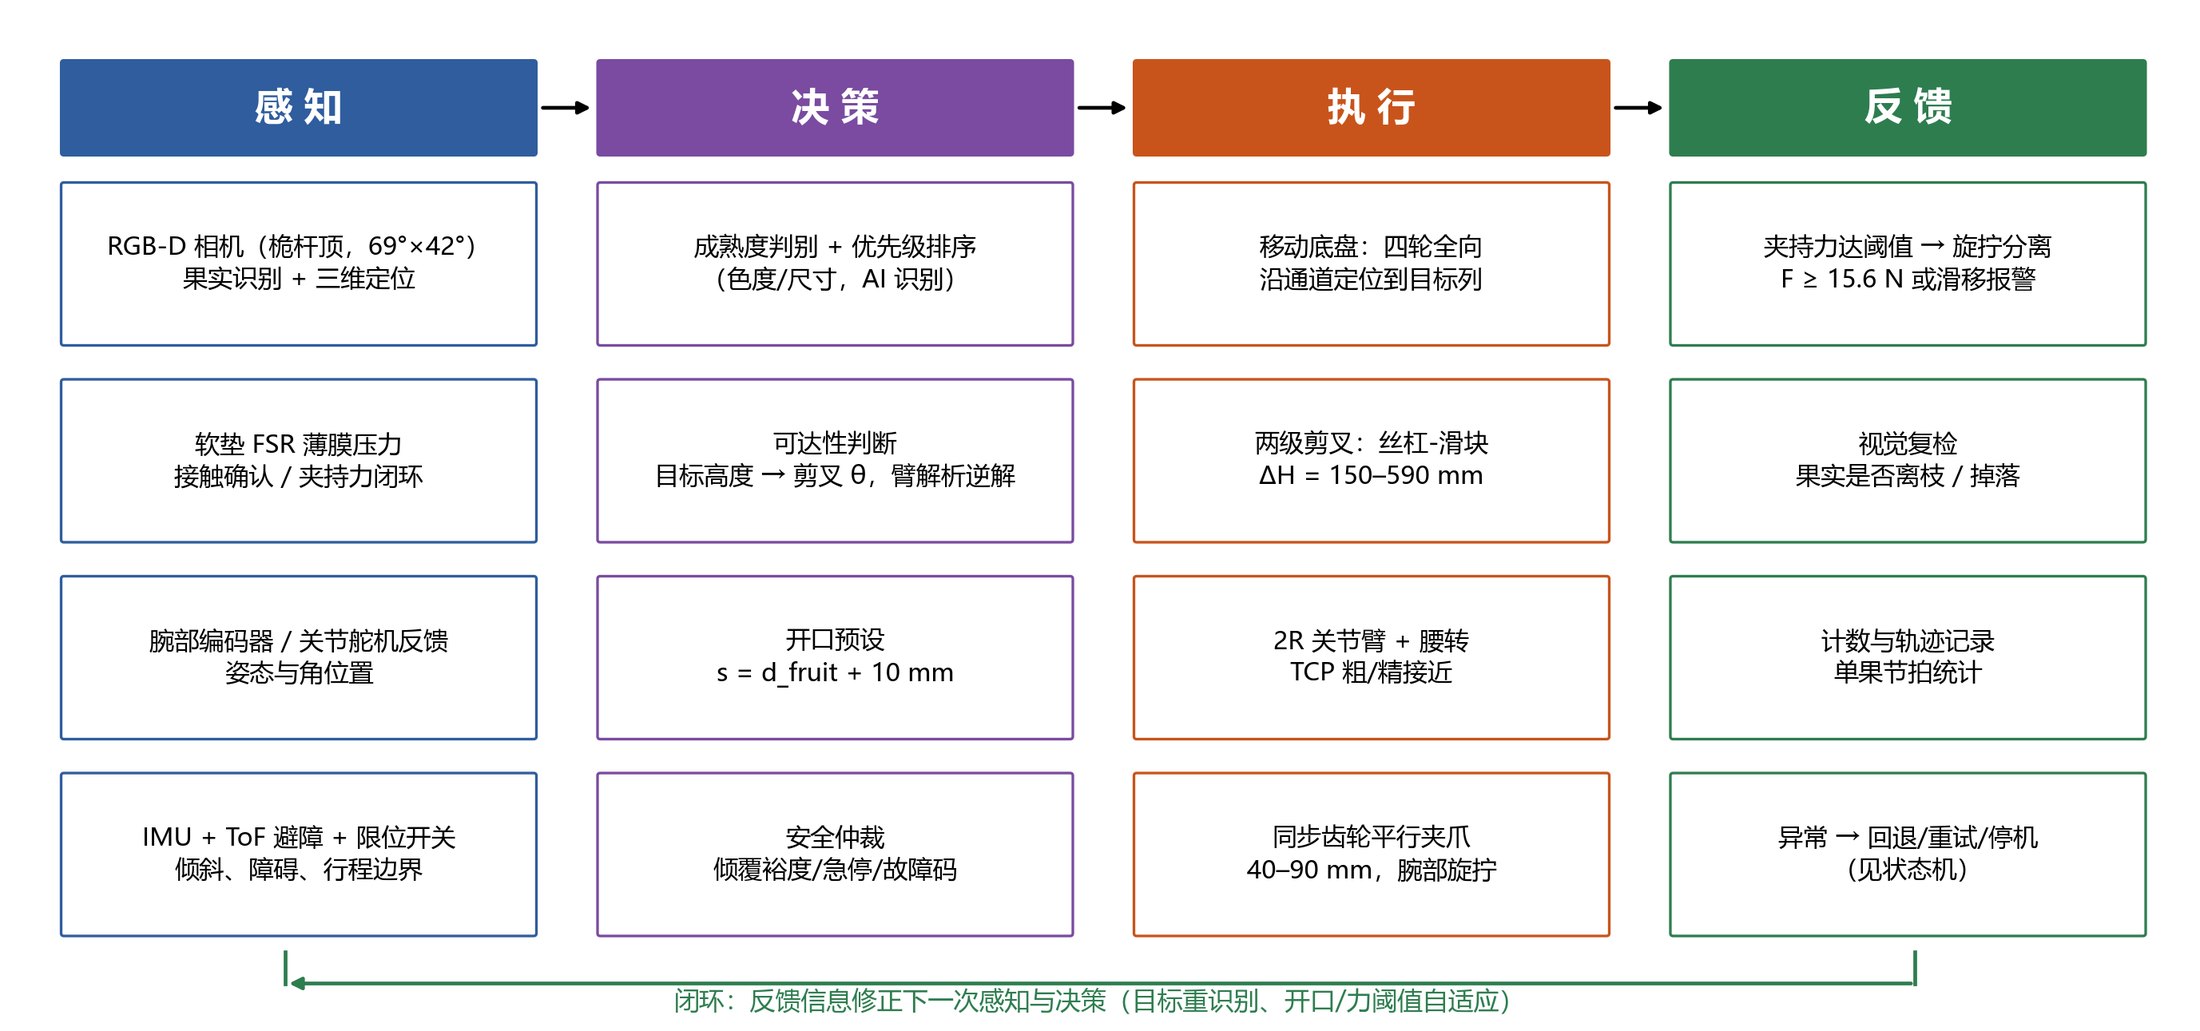 感 知
决 策
执 行
反 馈
RGB-D 相机（桅杆顶，69°×42°）
果实识别 + 三维定位
成熟度判别 + 优先级排序
（色度/尺寸，AI 识别）
移动底盘：四轮全向
沿通道定位到目标列
夹持力达阈值 → 旋拧分离
F ≥ 15.6 N 或滑移报警
软垫 FSR 薄膜压力
接触确认 / 夹持力闭环
可达性判断
目标高度 → 剪叉 θ，臂解析逆解
两级剪叉：丝杠-滑块
ΔH = 150–590 mm
视觉复检
果实是否离枝 / 掉落
腕部编码器 / 关节舵机反馈
姿态与角位置
开口预设
s = d_fruit + 10 mm
2R 关节臂 + 腰转
TCP 粗/精接近
计数与轨迹记录
单果节拍统计
IMU + ToF 避障 + 限位开关
倾斜、障碍、行程边界
安全仲裁
倾覆裕度/急停/故障码
同步齿轮平行夹爪
40–90 mm，腕部旋拧
异常 → 回退/重试/停机
（见状态机）
闭环：反馈信息修正下一次感知与决策（目标重识别、开口/力阈值自适应）